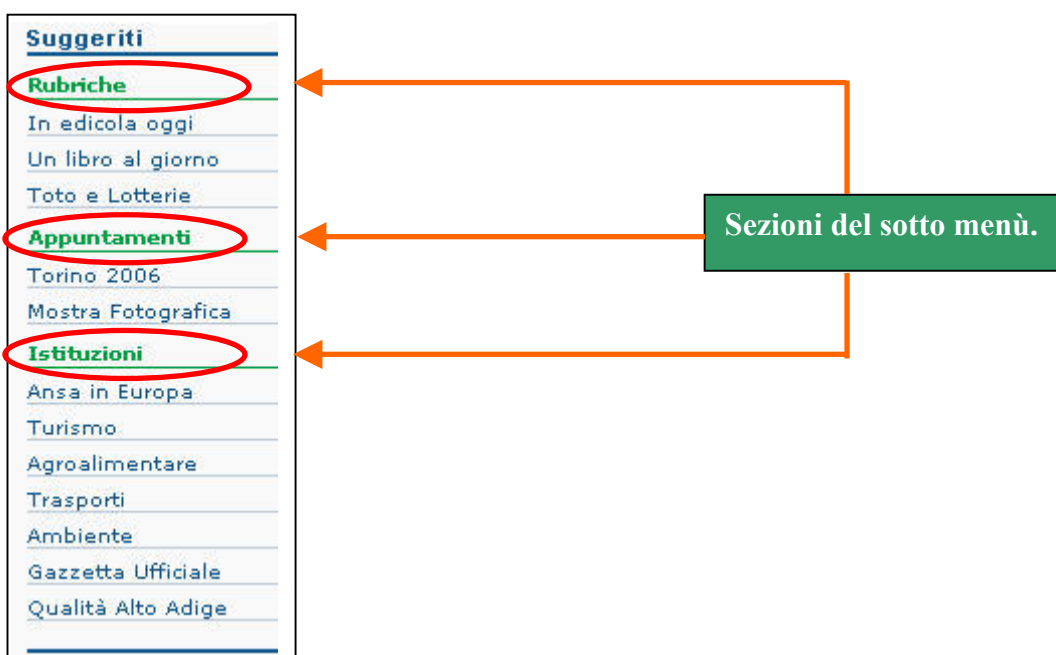 Suggeriti
Rubriche
In edicola oggi
Un libro al giorno
Toto e Lotterie
Appuntamenti
Torino 2006
Mostra Fotografica
Istituzioni
Ansa in Europa
Turismo
Agroalimentare
Trasporti
Ambiente
Gazzetta Ufficiale
Qualità Alto Adige
Sezioni del sotto menù.